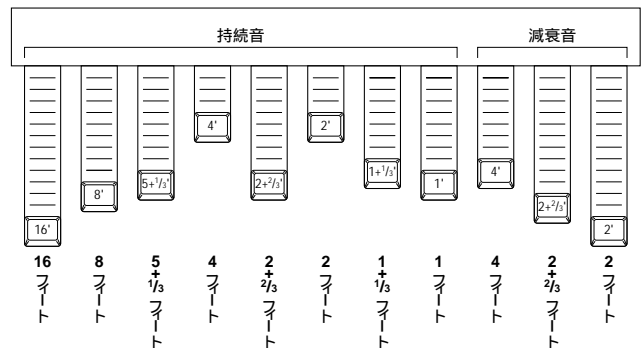 持続音
減衰音
4'
2'
1+1/3'
4'
5+1/3'
2+2/3'
1'
8'
2+2/3'
16'
2'
16フィート
8フィート
5+1/3フィート
4フィート
2+2/3フィート
2フィート
1+1/3フィート
1フィート
4フィート
2+2/3フィート
2フィート